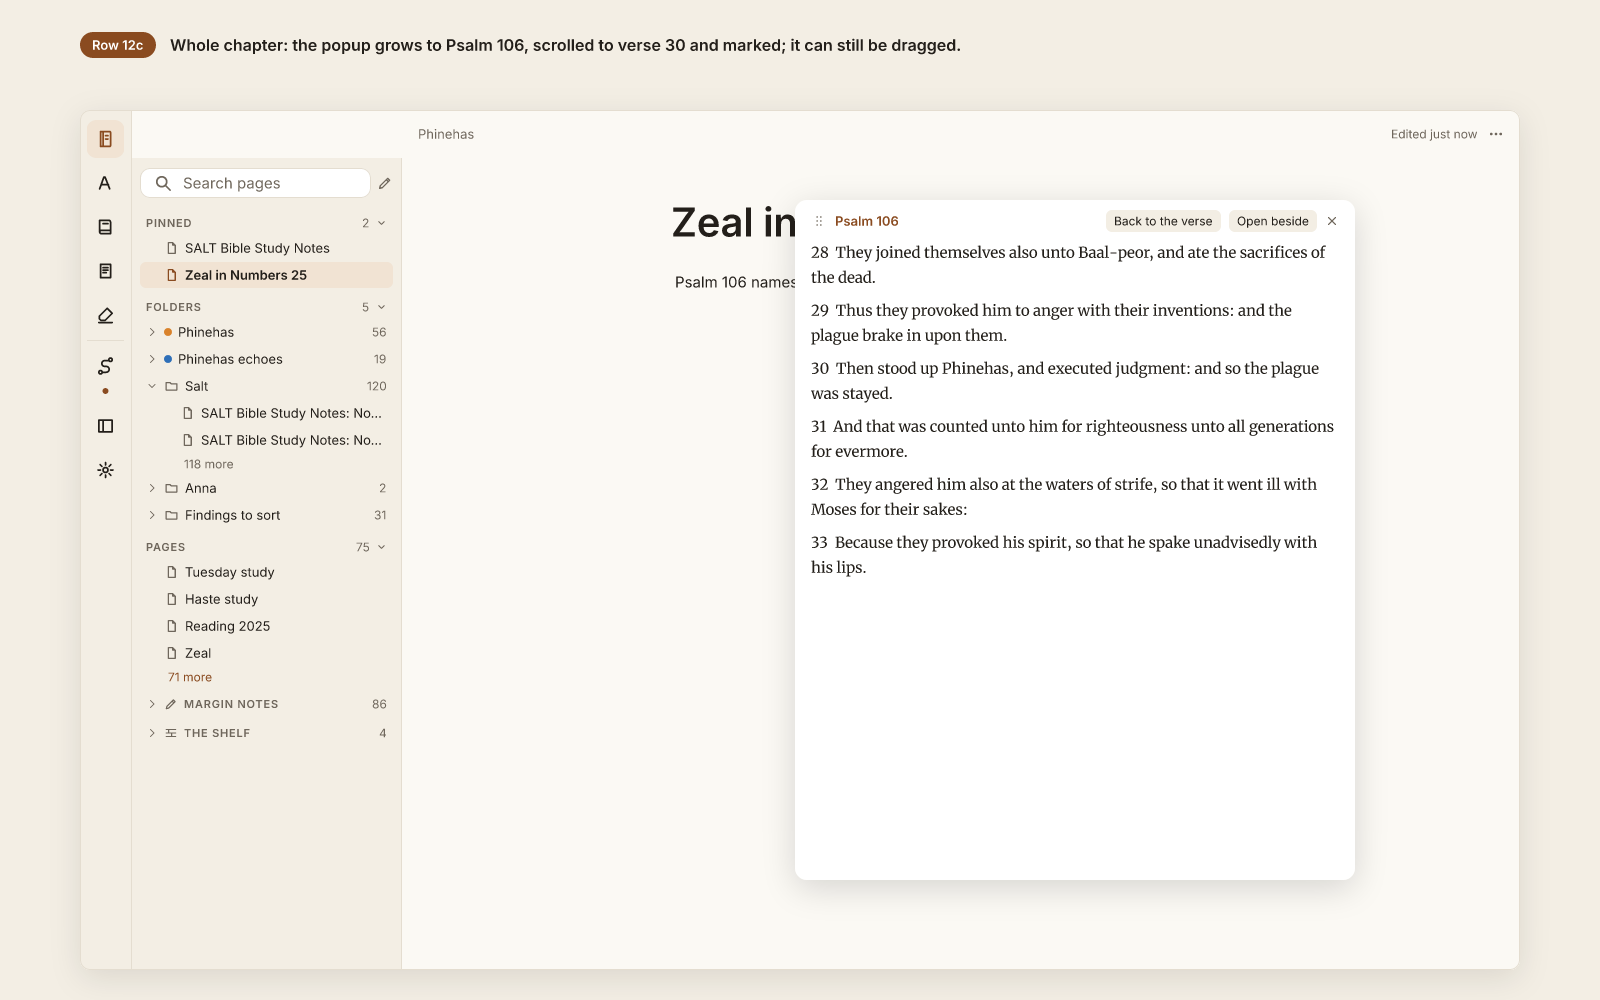 Row 12c Whole chapter: the popup grows to Psalm 106, scrolled to verse 30 and marked; it can still be dragged.
Phinehas
Edited just now
Search pages
PINNED 2
SALT Bible Study Notes
Zeal in Numbers 25
FOLDERS 5
Phinehas 56
Phinehas echoes 19
Salt 120
SALT Bible Study Notes: No...
SALT Bible Study Notes: No...
118 more
Anna 2
Findings to sort 31
PAGES 75
Tuesday study
Haste study
Reading 2025
Zeal
71 more
MARGIN NOTES 86
THE SHELF 4
Zeal in
Psalm 106 names
Psalm 106
Back to the verse
Open beside
28 They joined themselves also unto Baal-peor, and ate the sacrifices of
the dead.
29 Thus they provoked him to anger with their inventions: and the
plague brake in upon them.
30 Then stood up Phinehas, and executed judgment: and so the plague
was stayed.
31 And that was counted unto him for righteousness unto all generations
for evermore.
32 They angered him also at the waters of strife, so that it went ill with
Moses for their sakes:
33 Because they provoked his spirit, so that he spake unadvisedly with
his lips.